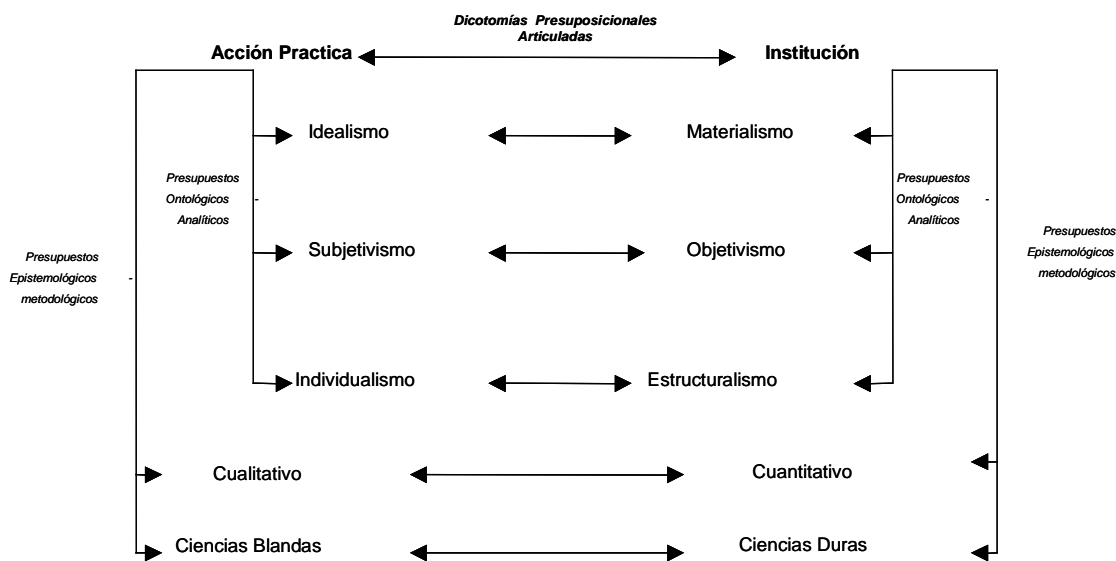 Dicotomías Presuposicionales
Articuladas
Acción Practica
Institución
Idealismo
Materialismo
Presupuestos
Ontológicos -
Analíticos
Presupuestos
Ontológicos -
Analíticos
Subjetivismo
Objetivismo
Presupuestos
Epistemológicos -
metodológicos
Presupuestos
Epistemológicos
metodológicos
Individualismo
Estructuralismo
Cualitativo
Cuantitativo
Ciencias Blandas
Ciencias Duras